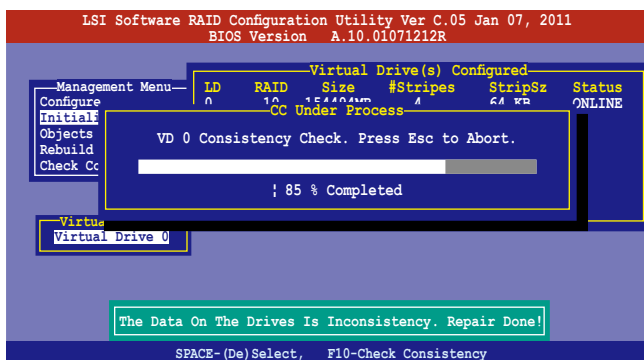 LSI Software RAID Configuration Utility Ver C.05 Jan 07, 2011
BIOS Version A.10.01071212R
Virtual Drive(s) Configured
Management Menu
LD RAID Size #Stripes StripSz Status
Configure
0 10 154494MB 4 64 KB ONLINE
CC Under Process
Initiali
Objects
VD 0 Consistency Check. Press Esc to Abort.
Rebuild
Check Co
¦ 85 % Completed
Virtua
Virtual Drive 0
The Data On The Drives Is Inconsistency. Repair Done!
SPACE-(De)Select, F10-Check Consistency